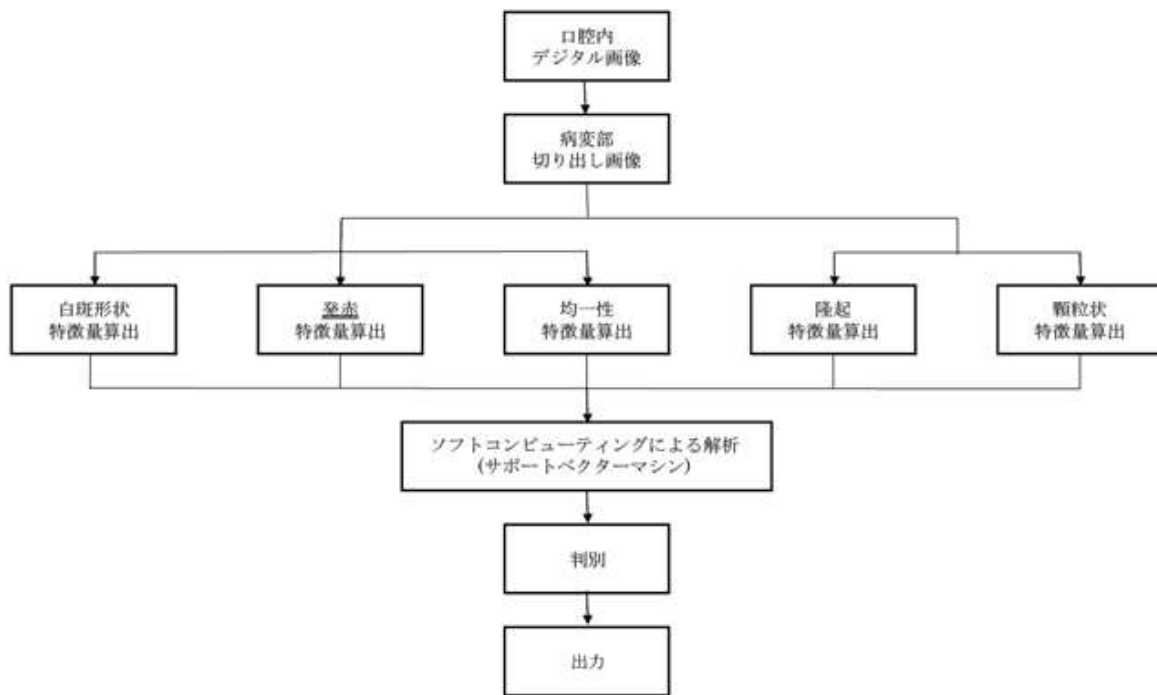 口腔内
デジタル画像
病変部
切り出し画像
白斑形状
特徴量算出
発赤
特徴量算出
均一性
特徴量算出
隆起
特徴量算出
顆粒状
特徴量算出
ソフトコンピューティングによる解析
(サポートベクターマシン)
判別
出力